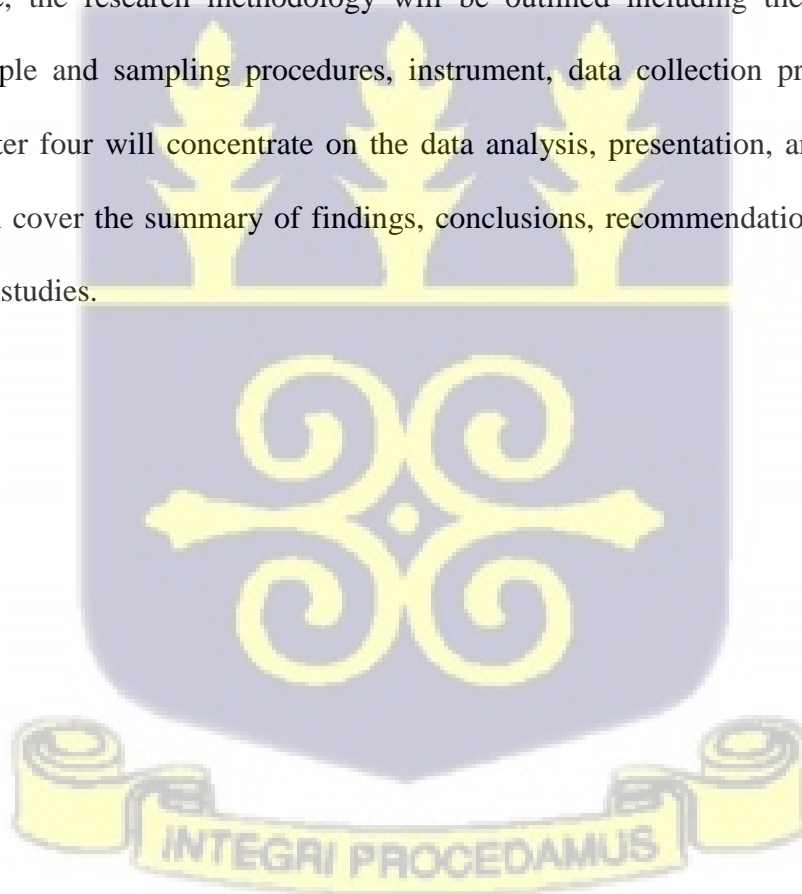 , the research methodology will be outlined including the
ple and sampling procedures, instrument, data collection pr
ter four will concentrate on the data analysis, presentation, an
cover the summary of findings, conclusions, recommendatio
studies.
INTEGRI PROCEDAMUS